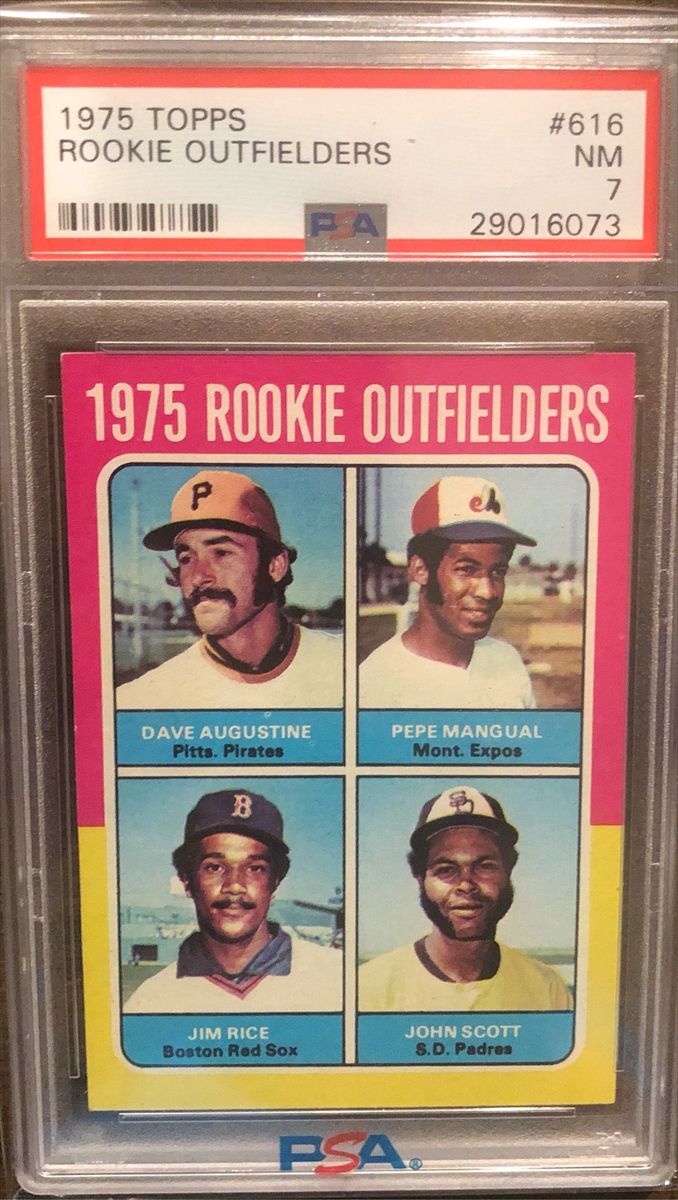 1975 TOPPS #616
ROOKIE OUTFIELDERS NM
7
PSA 29016073
1975 ROOKIE OUTFIELDERS
P
M
DAVE AUGUSTINE
Pitts. Pirates
PEPE MANGUAL
Mont. Expos
B
SD
JIM RICE
Boston Red Sox
JOHN SCOTT
S.D. Padres
PSA®